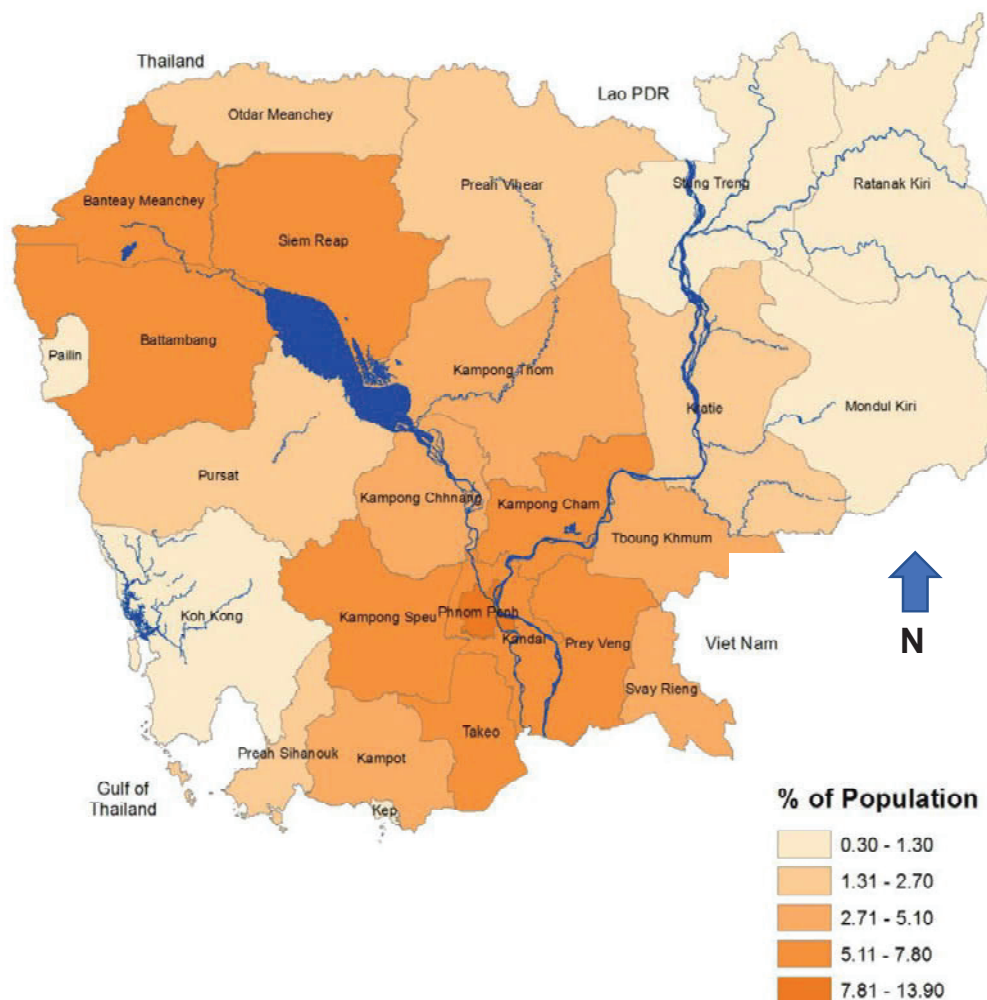 Thailand
Lao PDR
Otdar Meanchey
Preah Vihear
Stung Treng
Ratanak Kiri
Banteay Meanchey
Siem Reap
Battambang
Pailin
Kampong Thom
Kratie
Mondul Kiri
Pursat
Kampong Chhnang
Kampong Cham
Tboung Khmum
Koh Kong
Kampong Speu
Phnom Penh
Kandal
Prey Veng
Viet Nam
N
Svay Rieng
Takeo
Preah Sihanouk
Kampot
Gulf of
Thailand
Kep
% of Population
0.30 - 1.30
1.31 - 2.70
2.71 - 5.10
5.11 - 7.80
7.81 - 13.90